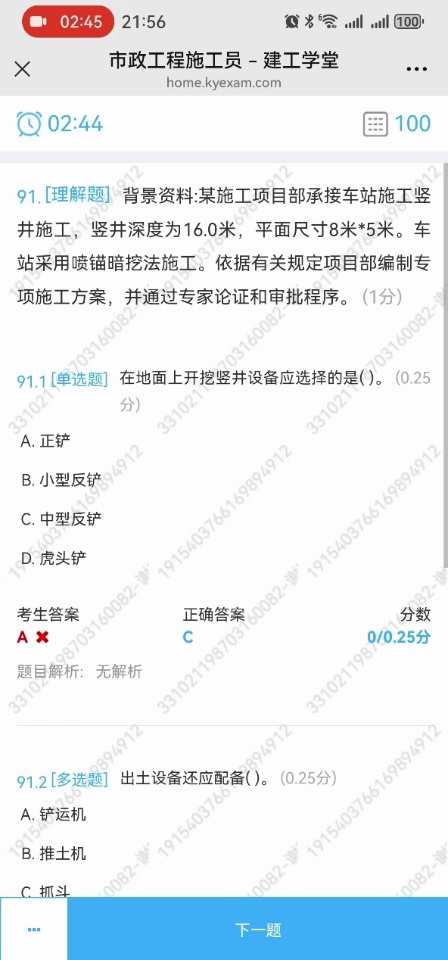 02:45 21:56 6 100
市政工程施工员 – 建工学堂
home.kyexam.com
02:44 100
91.[理解题] 背景资料:某施工项目部承接车站施工竖
井施工，竖井深度为16.0米，平面尺寸8米*5米。车
站采用喷锚暗挖法施工。依据有关规定项目部编制专
项施工方案，并通过专家论证和审批程序。(1分)
91.1[单选题] 在地面上开挖竖井设备应选择的是( )。(0.25
分)
A. 正铲
B. 小型反铲
C. 中型反铲
D. 虎头铲
考生答案 正确答案 分数
A C 0/0.25分
题目解析: 无解析
91.2[多选题] 出土设备还应配备( )。(0.25分)
A. 铲运机
B. 推土机
C. 抓斗
下一题